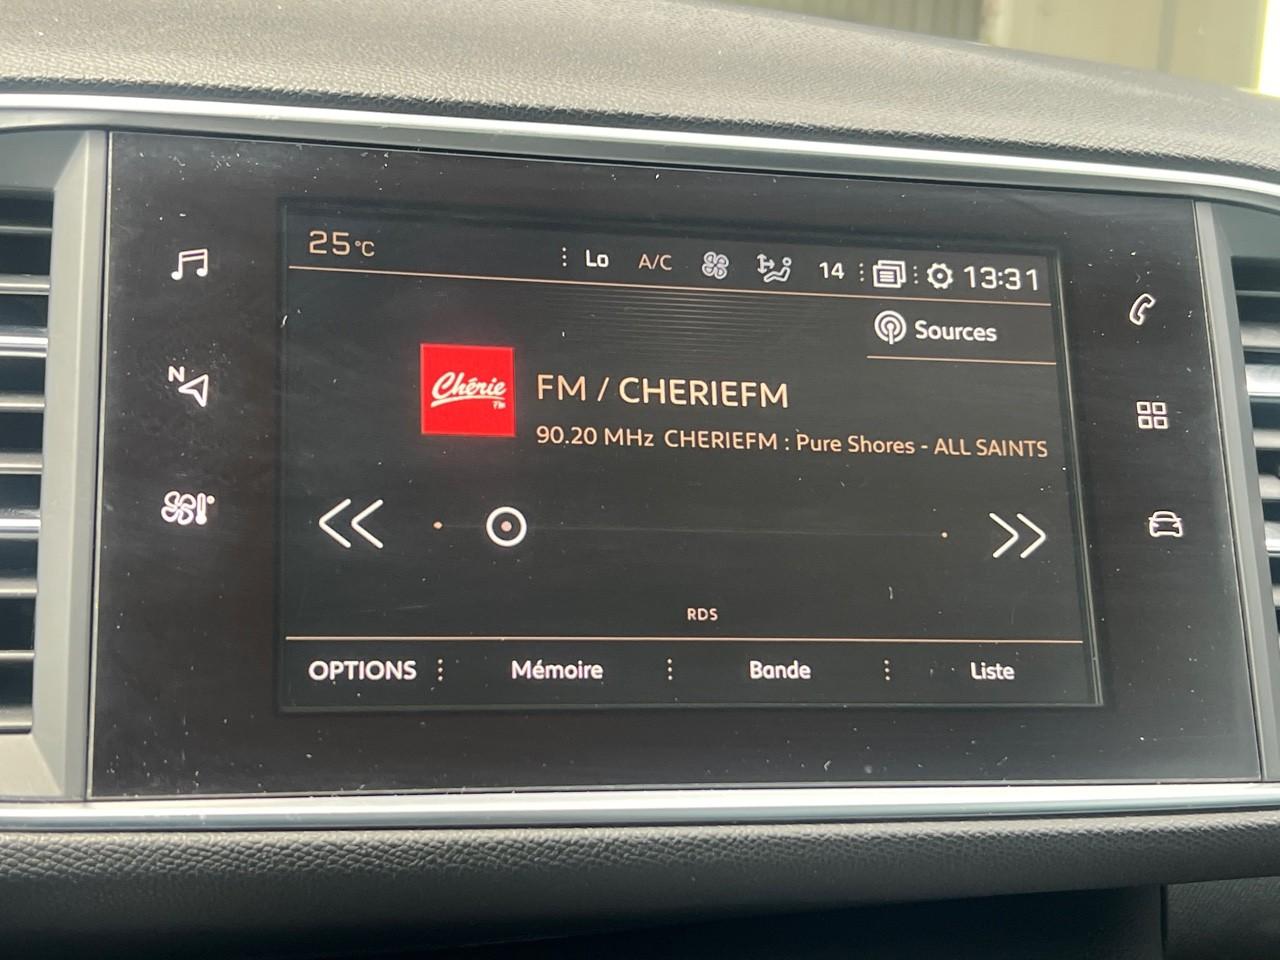 25°C Lo A/C 14 13:31
Sources
N
Chérie FM
FM / CHERIEFM
90.20 MHz CHERIEFM : Pure Shores - ALL SAINTS
RDS
OPTIONS Mémoire Bande Liste